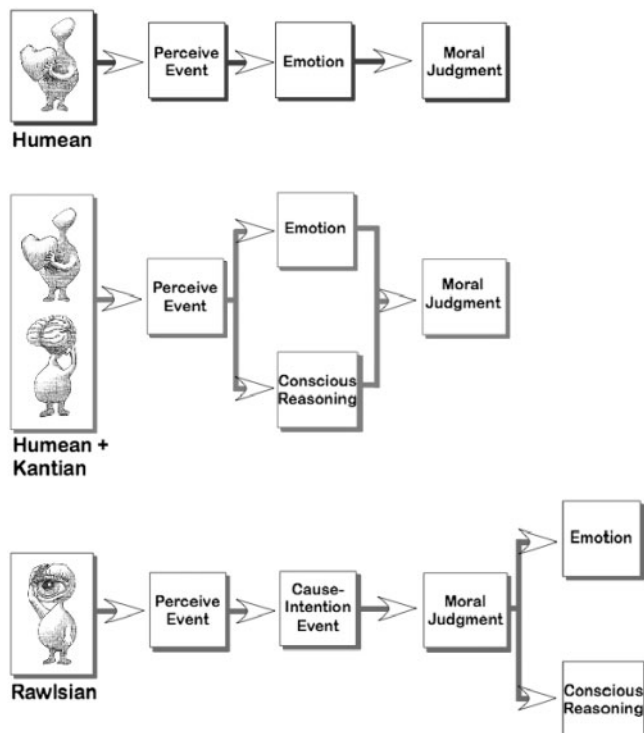 Perceive
Event
Emotion
Moral
Judgment
Humean
Emotion
Perceive
Event
Moral
Judgment
Conscious
Reasoning
Humean +
Kantian
Emotion
Perceive
Event
Cause-
Intention
Event
Moral
Judgment
Rawlsian
Conscious
Reasoning